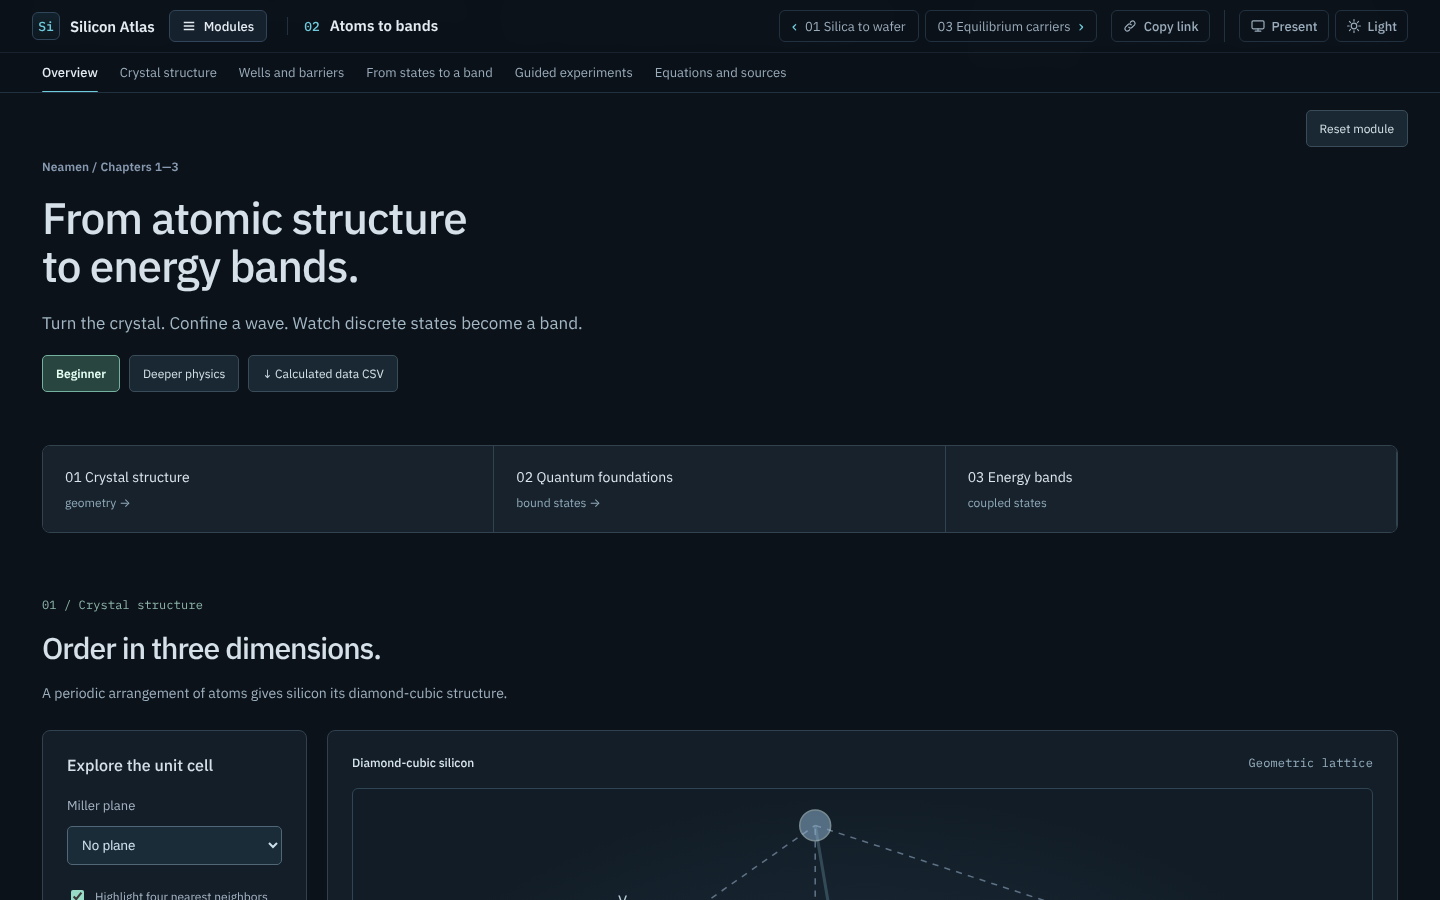 Si Silicon Atlas Modules 02 Atoms to bands 01 Silica to wafer 03 Equilibrium carriers Copy link Present Light
Overview Crystal structure Wells and barriers From states to a band Guided experiments Equations and sources
Reset module
Neamen / Chapters 1—3
From atomic structure
to energy bands.
Turn the crystal. Confine a wave. Watch discrete states become a band.
Beginner Deeper physics ↓ Calculated data CSV
01 Crystal structure 02 Quantum foundations 03 Energy bands
geometry → bound states → coupled states
01 / Crystal structure
Order in three dimensions.
A periodic arrangement of atoms gives silicon its diamond-cubic structure.
Explore the unit cell Diamond-cubic silicon Geometric lattice
Miller plane
No plane
Highlight four nearest neighbors